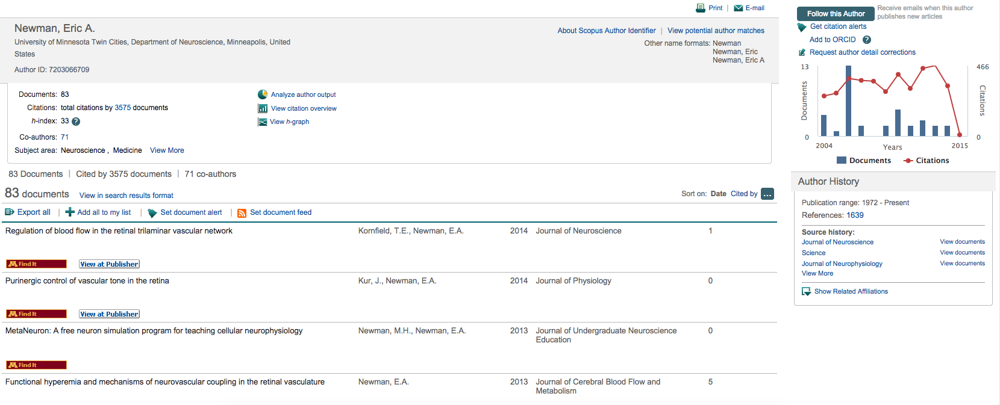 Print | E-mail
Newman, Eric A.
University of Minnesota Twin Cities, Department of Neuroscience, Minneapolis, United
States
Author ID: 7203066709
About Scopus Author Identifier | View potential author matches
Other name formats: Newman
Newman, Eric
Newman, Eric A
Documents: 83
Citations: total citations by 3575 documents
h-index: 33 ?
Co-authors: 71
Subject area: Neuroscience , Medicine View More
Analyze author output
View citation overview
View h-graph
83 Documents | Cited by 3575 documents | 71 co-authors
83 documents View in search results format
Sort on: Date Cited by ...
Export all | Add all to my list | Set document alert | Set document feed
Regulation of blood flow in the retinal trilaminar vascular network Kornfield, T.E., Newman, E.A. 2014 Journal of Neuroscience 1
M Find It View at Publisher
Purinergic control of vascular tone in the retina Kur, J., Newman, E.A. 2014 Journal of Physiology 0
M Find It View at Publisher
MetaNeuron: A free neuron simulation program for teaching cellular neurophysiology Newman, M.H., Newman, E.A. 2013 Journal of Undergraduate Neuroscience 0
Education
M Find It
Functional hyperemia and mechanisms of neurovascular coupling in the retinal vasculature Newman, E.A. 2013 Journal of Cerebral Blood Flow and 5
Metabolism
Follow this Author
Receive emails when this author
publishes new articles
Get citation alerts
Add to ORCID ?
Request author detail corrections
13
466
Documents
Citations
0
0
2004
Years
2015
Documents Citations
Author History
Publication range: 1972 - Present
References: 1639
Source history:
Journal of Neuroscience View documents
Science View documents
Journal of Neurophysiology View documents
View More
Show Related Affiliations